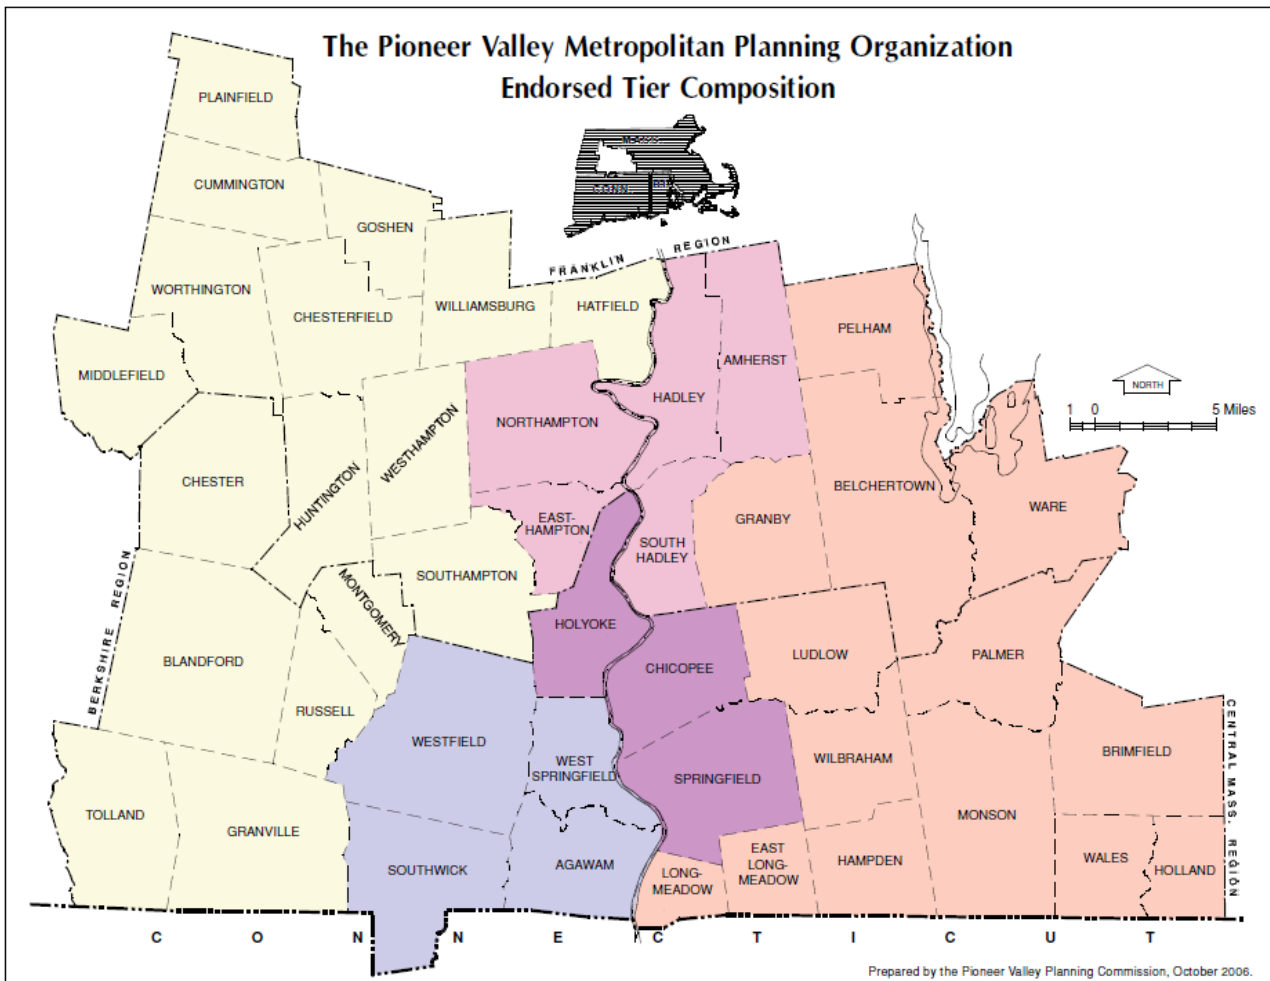 The Pioneer Valley Metropolitan Planning Organization
Endorsed Tier Composition
PLAINFIELD
MASS.
CUMMINGTON
CONN.
R.I.
GOSHEN
FRANKLIN REGION
WORTHINGTON
WILLIAMSBURG
HATFIELD
CHESTERFIELD
PELHAM
AMHERST
MIDDLEFIELD
NORTH
HADLEY
1 0 5 Miles
NORTHAMPTON
WESTHAMPTON
CHESTER
HUNTINGTON
BELCHERTOWN
WARE
GRANBY
EAST-
HAMPTON
SOUTH
HADLEY
SOUTHAMPTON
MONTGOMERY
BERKSHIRE REGION
HOLYOKE
LUDLOW
PALMER
BLANDFORD
CHICOPEE
RUSSELL
WESTFIELD
BRIMFIELD
WILBRAHAM
WEST
SPRINGFIELD
SPRINGFIELD
CENTRAL MASS. REGION
TOLLAND
MONSON
GRANVILLE
EAST
LONG-
MEADOW
WALES
HAMPDEN
AGAWAM
SOUTHWICK
HOLLAND
LONG-
MEADOW
CONNECTICUT
Prepared by the Pioneer Valley Planning Commission, October 2006.